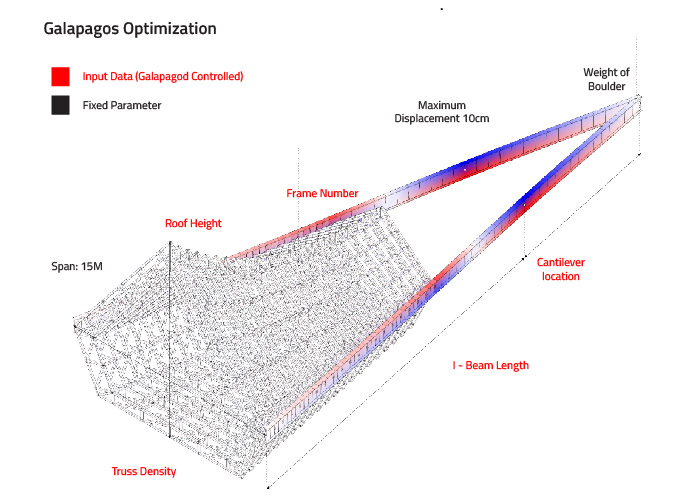 Galapagos Optimization
Input Data (Galapagod Controlled)
Fixed Parameter
Weight of
Boulder
Maximum
Displacement 10cm
Frame Number
Roof Height
Span: 15M
Cantilever
location
I - Beam Length
Truss Density